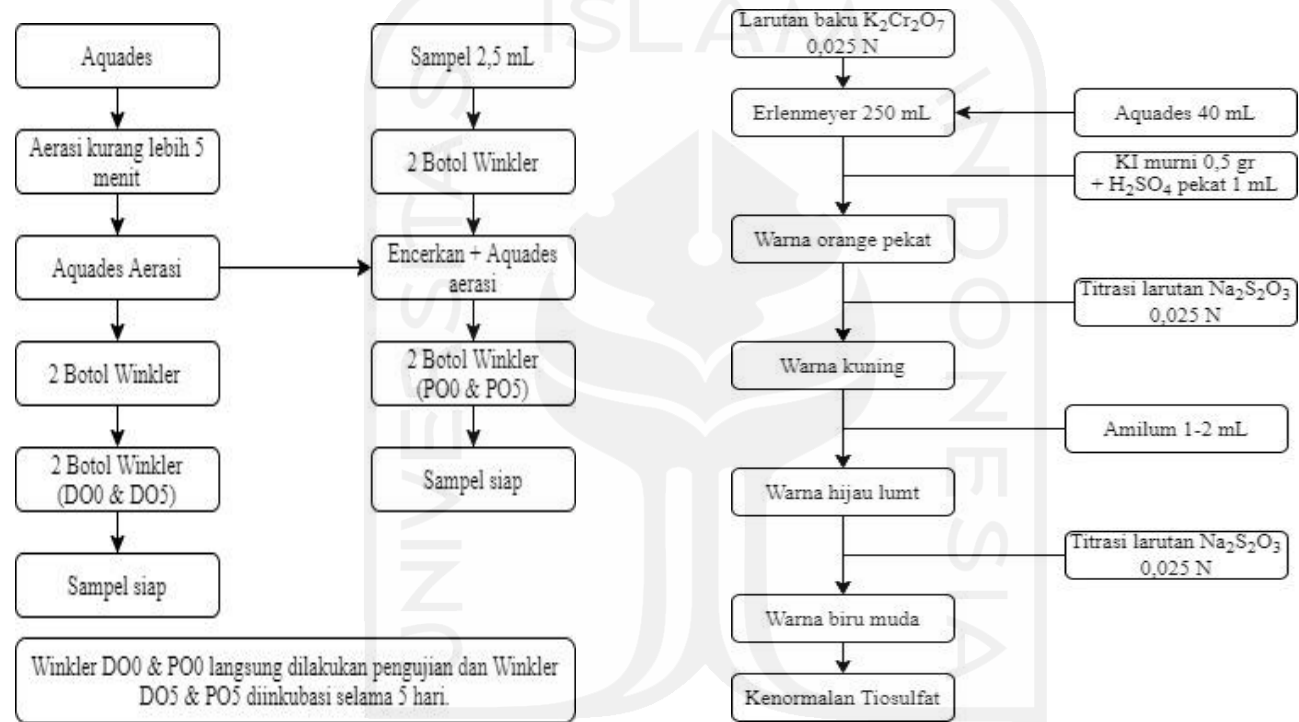 Aquades
Aerasi kurang lebih 5
menit
Aquades Aerasi
2 Botol Winkler
2 Botol Winkler
(DO0 & DO5)
Sampel siap
Sampel 2,5 mL
2 Botol Winkler
Encerkan + Aquades
aerasi
2 Botol Winkler
(PO0 & PO5)
Sampel siap
Winkler DO0 & PO0 langsung dilakukan pengujian dan Winkler
DO5 & PO5 diinkubasi selama 5 hari.
Larutan baku K₂Cr₂O₇
0,025 N
Erlenmeyer 250 mL
Aquades 40 mL
KI murni 0,5 gr
+ H₂SO₄ pekat 1 mL
Warna orange pekat
Titrasi larutan Na₂S₂O₃
0,025 N
Warna kuning
Amilum 1-2 mL
Warna hijau lumt
Titrasi larutan Na₂S₂O₃
0,025 N
Warna biru muda
Kenormalan Tiosulfat
ISLAM
UNIVERSITAS
INDONESIA